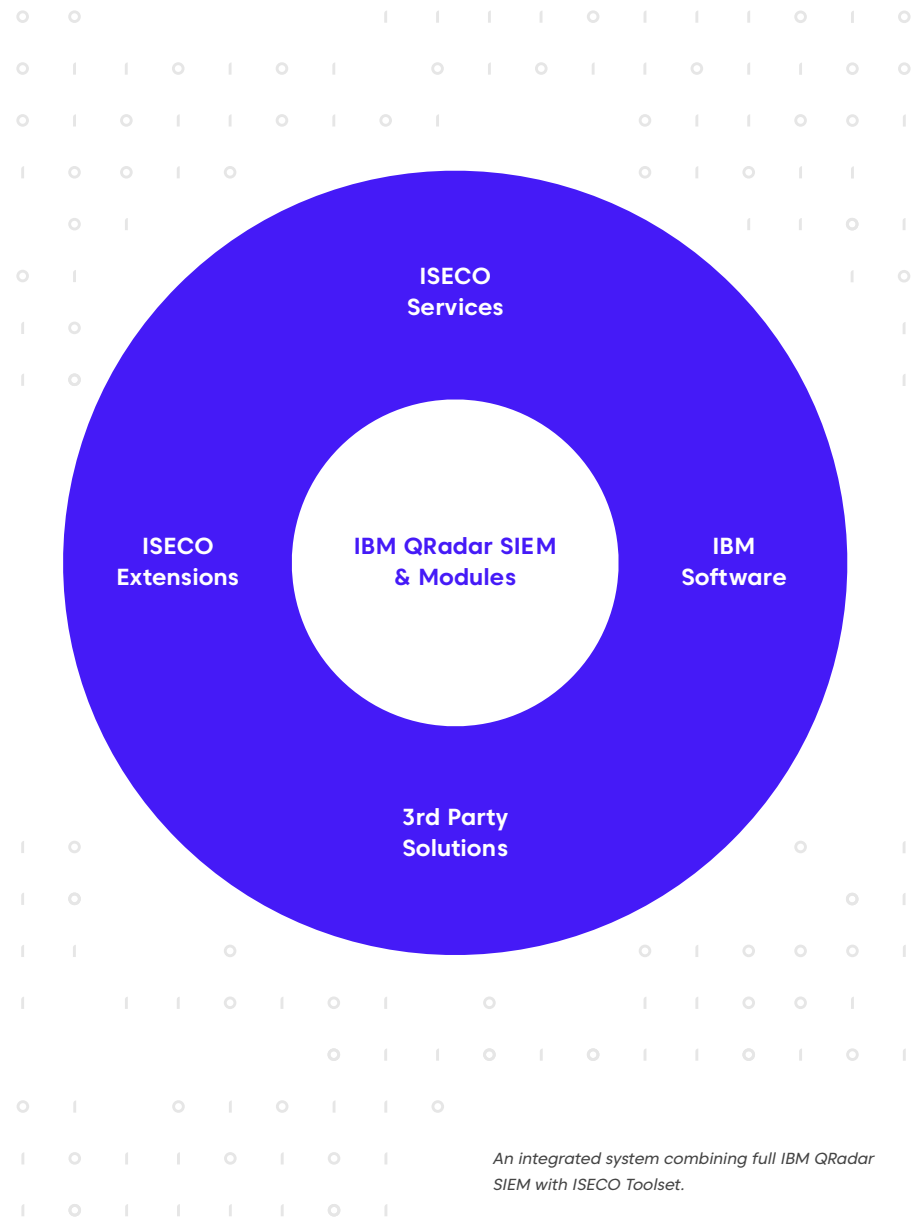 ISECO
Services
ISECO
Extensions
IBM QRadar SIEM
& Modules
IBM
Software
3rd Party
Solutions
An integrated system combining full IBM QRadar
SIEM with ISECO Toolset.